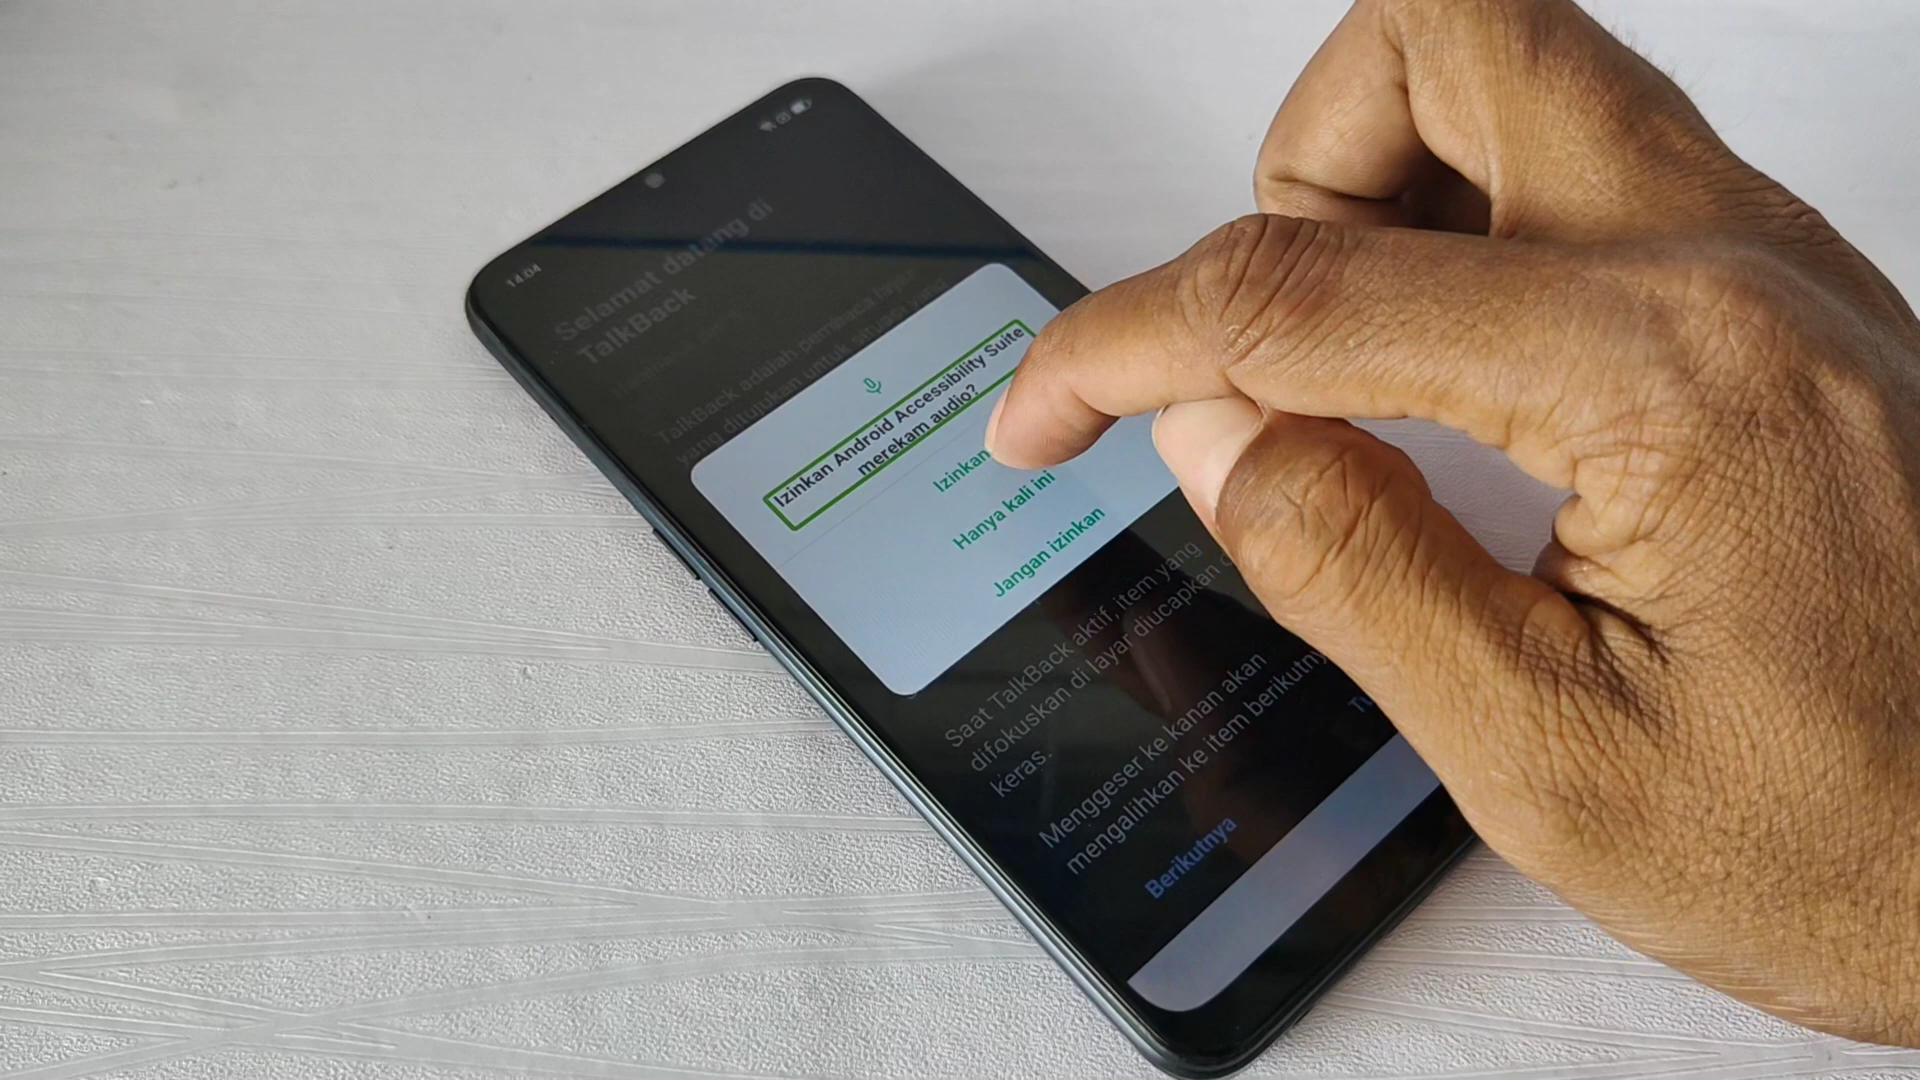 14.04
Selamat datang di
TalkBack
TalkBack adalah pembaca layar
yang ditujukan untuk
Izinkan Android Accessibility Suite
merekam audio?
Izinkan
Hanya kali ini
Jangan izinkan
Saat TalkBack aktif, item yang
difokuskan di layar diucapkan
keras.
Menggeser ke kanan akan
mengalihkan ke item berikutnya
Berikutnya